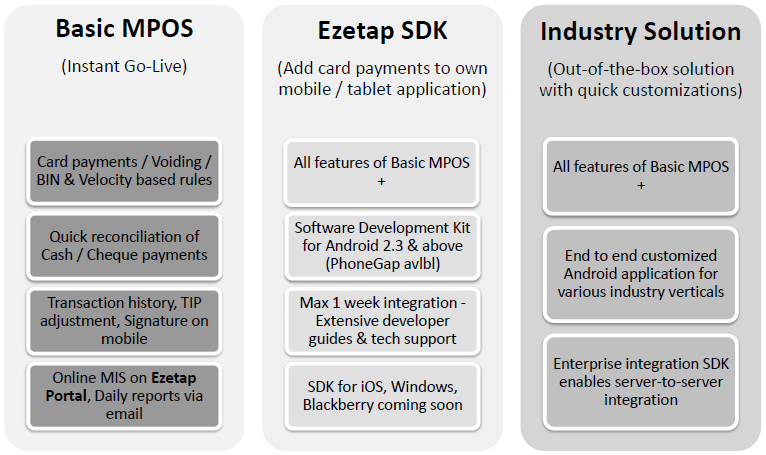 Basic MPOS
(Instant Go-Live)
Card payments / Voiding /
BIN & Velocity based rules
Quick reconciliation of
Cash / Cheque payments
Transaction history, TIP
adjustment, Signature on
mobile
Online MIS on Ezetap
Portal, Daily reports via
email
Ezetap SDK
(Add card payments to own
mobile / tablet application)
All features of Basic MPOS
+
Software Development Kit
for Android 2.3 & above
(PhoneGap avlbl)
Max 1 week integration -
Extensive developer
guides & tech support
SDK for iOS, Windows,
Blackberry coming soon
Industry Solution
(Out-of-the-box solution
with quick customizations)
All features of Basic MPOS
+
End to end customized
Android application for
various industry verticals
Enterprise integration SDK
enables server-to-server
integration